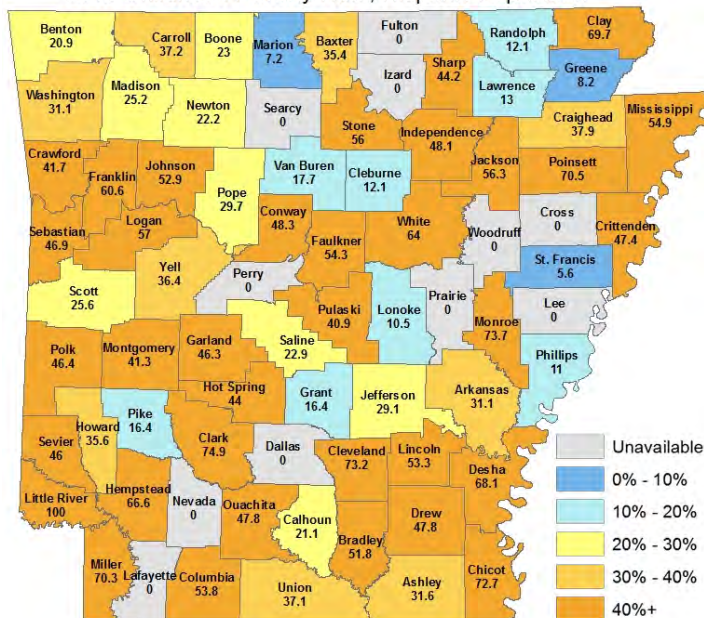 Benton
20.9
Carroll
37.2
Boone
23
Marion
7.2
Baxter
35.4
Fulton
0
Randolph
12.1
Clay
69.7
Washington
31.1
Madison
25.2
Newton
22.2
Searcy
0
Izard
0
Sharp
44.2
Lawrence
13
Greene
8.2
Stone
56
Independence
48.1
Craighead
37.9
Mississippi
54.9
Crawford
41.7
Franklin
60.6
Johnson
52.9
Pope
29.7
Van Buren
17.7
Cleburne
12.1
Jackson
56.3
Poinsett
70.5
Sebastian
46.9
Logan
57
Conway
48.3
Faulkner
54.3
White
64
Woodruff
0
Cross
0
Crittenden
47.4
Scott
25.6
Yell
36.4
Perry
0
Pulaski
40.9
Lonoke
10.5
Prairie
0
Monroe
73.7
St. Francis
5.6
Lee
0
Polk
46.4
Montgomery
41.3
Garland
46.3
Saline
22.9
Phillips
11
Hot Spring
44
Grant
16.4
Jefferson
29.1
Arkansas
31.1
Sevier
46
Howard
35.6
Pike
16.4
Clark
74.9
Dallas
0
Cleveland
73.2
Lincoln
53.3
Desha
68.1
Little River
100
Hempstead
66.6
Nevada
0
Ouachita
47.8
Calhoun
21.1
Bradley
51.8
Drew
47.8
Miller
70.3
Lafayette
0
Columbia
53.8
Union
37.1
Ashley
31.6
Chicot
72.7
Unavailable
0% - 10%
10% - 20%
20% - 30%
30% - 40%
40%+